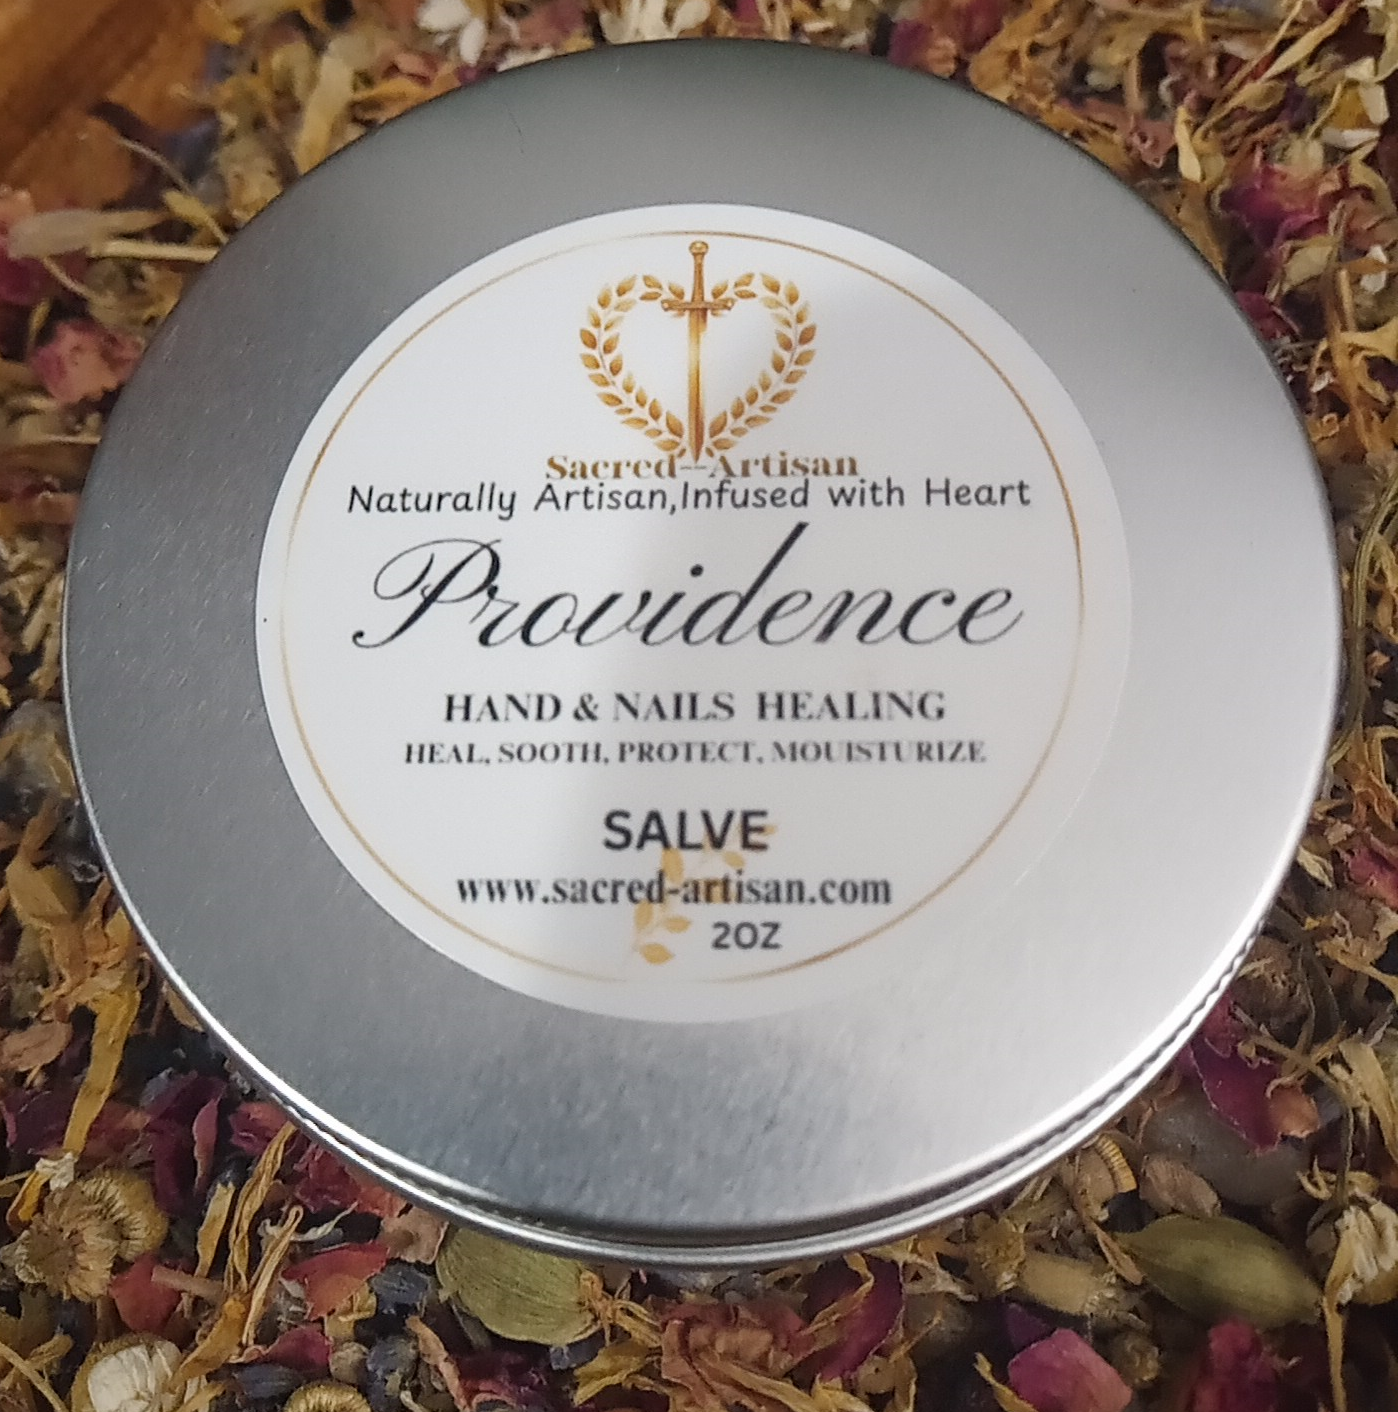 Sacred--Artisan
Naturally Artisan,Infused with Heart
Providence
HAND & NAILS HEALING
HEAL, SOOTH, PROTECT, MOUISTURIZE
SALVE
www.sacred-artisan.com
2OZ